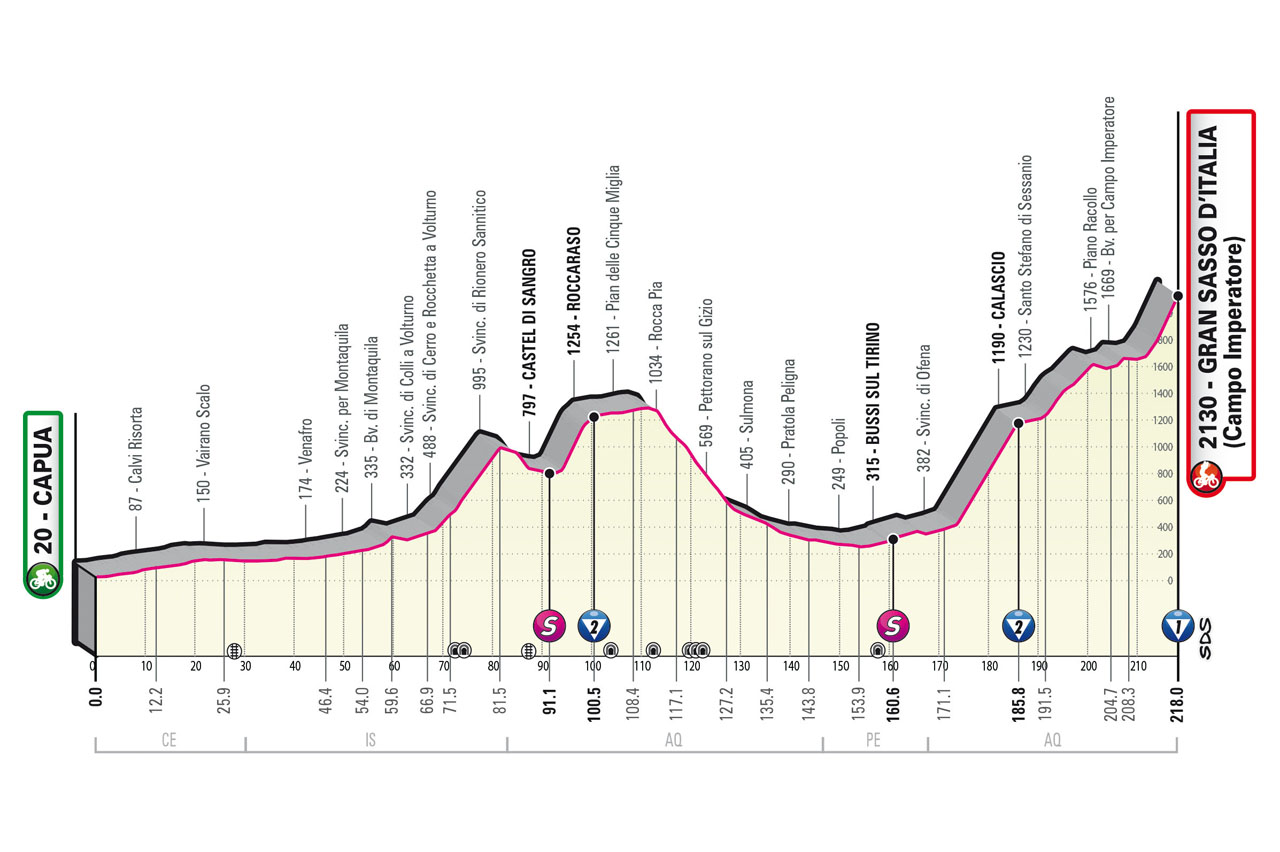 20 - CAPUA
87 - Calvi Risorta
150 - Vairano Scalo
174 - Venafro
224 - Svinc. per Montaquila
335 - Bv. di Montaquila
332 - Svinc. di Colli a Volturno
488 - Svinc. di Cerro e Rocchetta a Volturno
995 - Svinc. di Rionero Sannitico
797 - CASTEL DI SANGRO
1254 - ROCCARASO
1261 - Pian delle Cinque Miglia
1034 - Rocca Pia
569 - Pettorano sul Gizio
405 - Sulmona
290 - Pratola Peligna
249 - Popoli
315 - BUSSI SUL TIRINO
382 - Svinc. di Ofena
1190 - CALASCIO
1230 - Santo Stefano di Sessanio
1576 - Piano Racollo
1669 - Bv. per Campo Imperatore
2130 - GRAN SASSO D'ITALIA
(Campo Imperatore)
1600
1400
1200
1000
800
600
400
200
0
S
2
S
2
1
SDS
0 10 20 30 40 50 60 70 80 90 100 110 120 130 140 150 160 170 180 190 200 210
0.0 12.2 25.9 46.4 54.0 59.6 66.9 71.5 81.5 91.1 100.5 108.4 117.1 127.2 135.4 143.8 153.9 160.6 171.1 185.8 191.5 204.7 208.3 218.0
CE IS AQ PE AQ